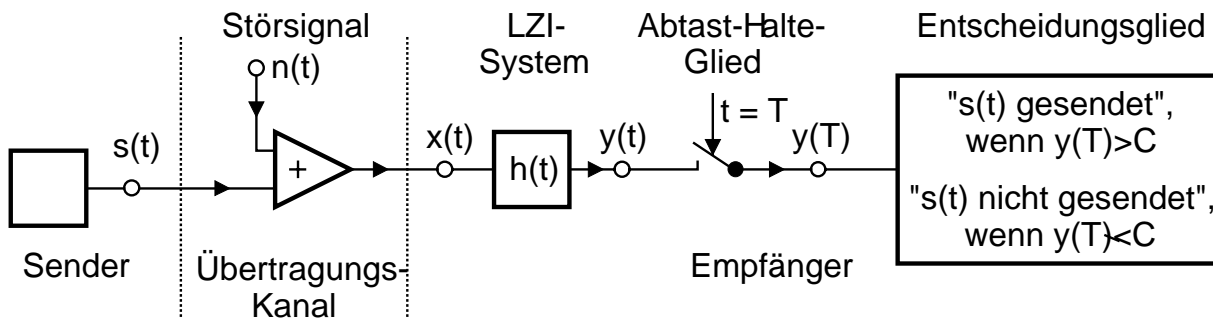 Störsignal
n(t)
LZI-
System
Abtast-Halte-
Glied
Entscheidungsglied
s(t)
+
x(t)
h(t)
y(t)
t = T
y(T)
"s(t) gesendet",
wenn y(T)>C
"s(t) nicht gesendet",
wenn y(T)<C
Sender
Übertragungs-
Kanal
Empfänger